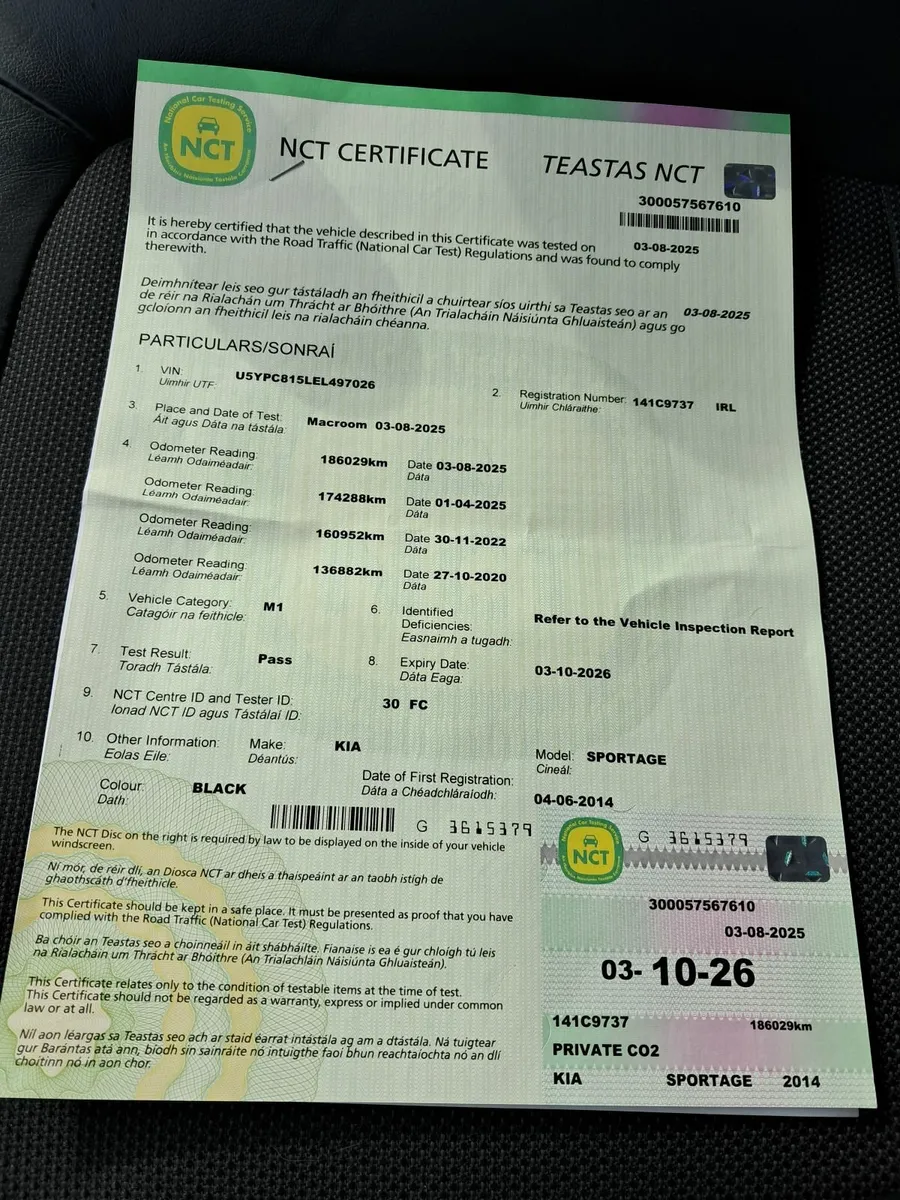 National Car Testing Service
NCT
NCT CERTIFICATE
TEASTAS NCT
300057567610
It is hereby certified that the vehicle described in this Certificate was tested on 03-08-2025
in accordance with the Road Traffic (National Car Test) Regulations and was found to comply
therewith.
Deimhnítear leis seo gur tástáladh an fheithicil a chuirtear síos uirthi sa Teastas seo ar an 03-08-2025
de réir na Rialachán um Thrácht ar Bhóithre (An Trialacháin Náisiúnta Ghluaisteán) agus go
gcloíonn an fheithicil leis na rialacháin chéanna.
PARTICULARS/SONRAÍ
1. VIN: U5YPC815LEL497026
Uimhir UTF:
2. Registration Number: 141C9737 IRL
Uimhir Chláraithe:
3. Place and Date of Test: Macroom 03-08-2025
Áit agus Dáta na tástála:
4. Odometer Reading: 186029km Date 03-08-2025
Léamh Odaiméadair: Dáta
Odometer Reading: 174288km Date 01-04-2025
Léamh Odaiméadair: Dáta
Odometer Reading: 160952km Date 30-11-2022
Léamh Odaiméadair: Dáta
Odometer Reading: 136882km Date 27-10-2020
Léamh Odaiméadair: Dáta
5. Vehicle Category: M1
Catagóir na feithicle:
6. Identified
Deficiencies: Refer to the Vehicle Inspection Report
Easnaimh a tugadh:
7. Test Result: Pass
Toradh Tástála:
8. Expiry Date: 03-10-2026
Dáta Eaga:
9. NCT Centre ID and Tester ID: 30 FC
Ionad NCT ID agus Tástálaí ID:
10. Other Information: Make: KIA
Eolas Eile: Déantús:
Model: SPORTAGE
Cineál:
Colour: BLACK
Dath:
Date of First Registration: 04-06-2014
Dáta a Chéadchláraíodh:
G 3615379
The NCT Disc on the right is required by law to be displayed on the inside of your vehicle
windscreen.
Ní mór, de réir dlí, an Diosca NCT ar dheis a thaispeáint ar an taobh istigh de
ghaothscáth d'fheithicle.
This Certificate should be kept in a safe place. It must be presented as proof that you have
complied with the Road Traffic (National Car Test) Regulations.
Ba chóir an Teastas seo a choinneáil in áit shábháilte. Fianaise is ea é gur chloígh tú leis
na Rialacháin um Thrácht ar Bhóithre (An Trialachláin Náisiúnta Ghluaisteán).
This Certificate relates only to the condition of testable items at the time of test.
This Certificate should not be regarded as a warranty, express or implied under common
law or at all.
Níl aon léargas sa Teastas seo ach ar staid éarraí intástála ag am a dtástála. Ná tuigtear
gur Barántas atá ann, bíodh sin sainráite nó intuigthe faoi bhun reachtaíochta nó an dlí
choitinn nó in aon chor.
National Car Testing Service
NCT
G 3615379
300057567610
03-08-2025
03- 10-26
141C9737 186029km
PRIVATE CO2
KIA SPORTAGE 2014